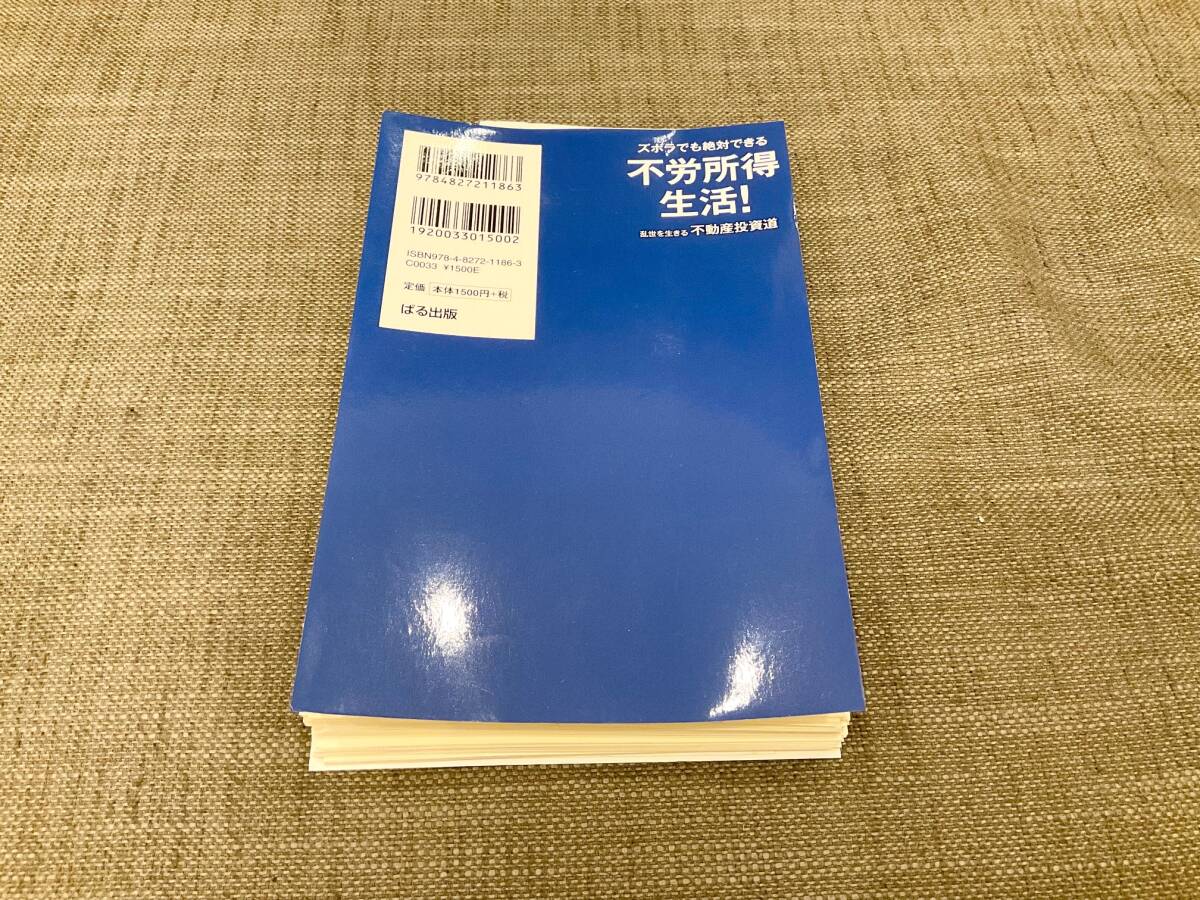 9784827211863
1920033015002
ISBN978-4-8272-1186-3
C0033 ¥1500E
定価 本体1500円+税
ぱる出版
ズボラでも絶対できる
不労所得
生活!
乱世を生きる 不動産投資道